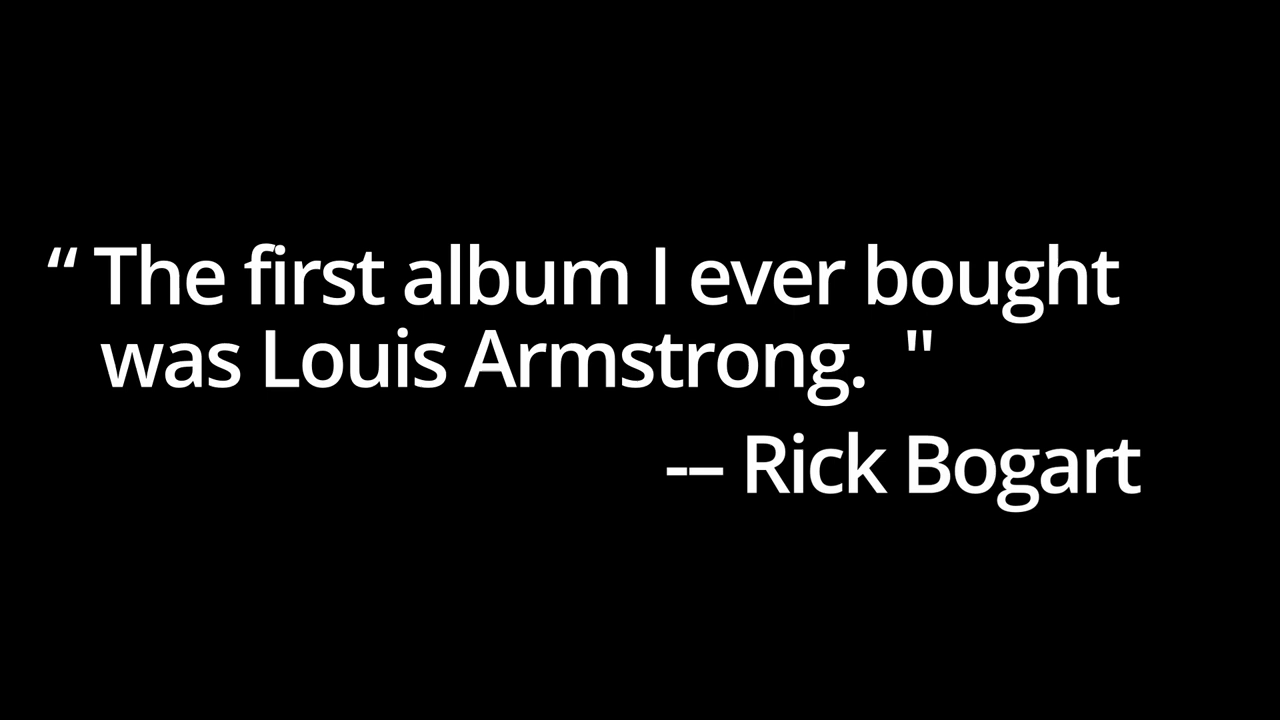 “ The first album I ever bought
was Louis Armstrong.  "
-– Rick Bogart